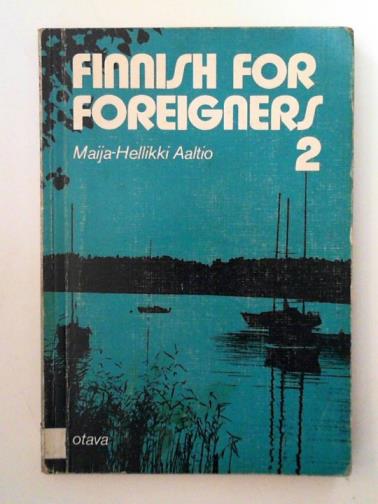 FINNISH FOR
FOREIGNERS
Maija-Hellikki Aaltio
2
otava